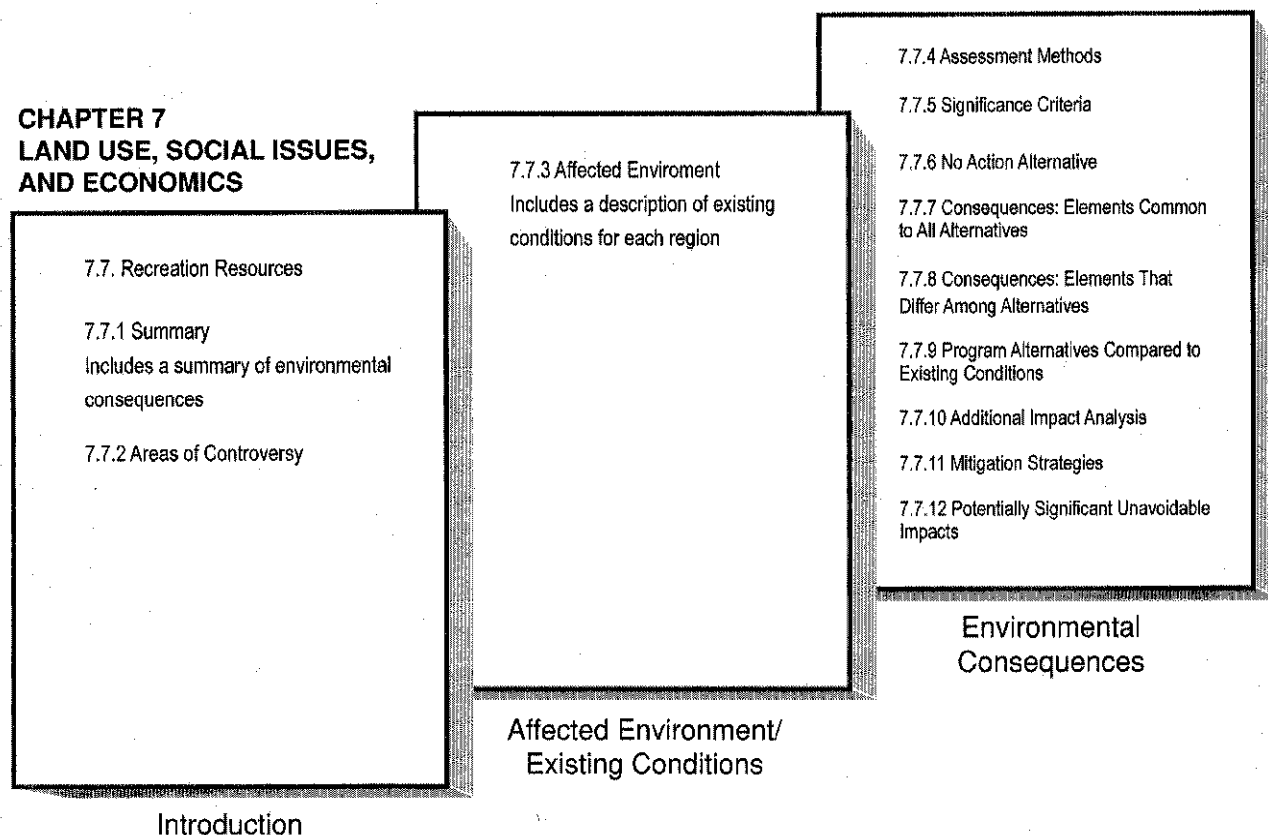 CHAPTER 7
LAND USE, SOCIAL ISSUES,
AND ECONOMICS
7.7. Recreation Resources
7.7.1 Summary
Includes a summary of environmental
consequences
7.7.2 Areas of Controversy
Introduction
7.7.3 Affected Enviroment
Includes a description of existing
conditions for each region
Affected Environment/
Existing Conditions
7.7.4 Assessment Methods
7.7.5 Significance Criteria
7.7.6 No Action Alternative
7.7.7 Consequences: Elements Common
to All Alternatives
7.7.8 Consequences: Elements That
Differ Among Alternatives
7.7.9 Program Alternatives Compared to
Existing Conditions
7.7.10 Additional Impact Analysis
7.7.11 Mitigation Strategies
7.7.12 Potentially Significant Unavoidable
Impacts
Environmental
Consequences